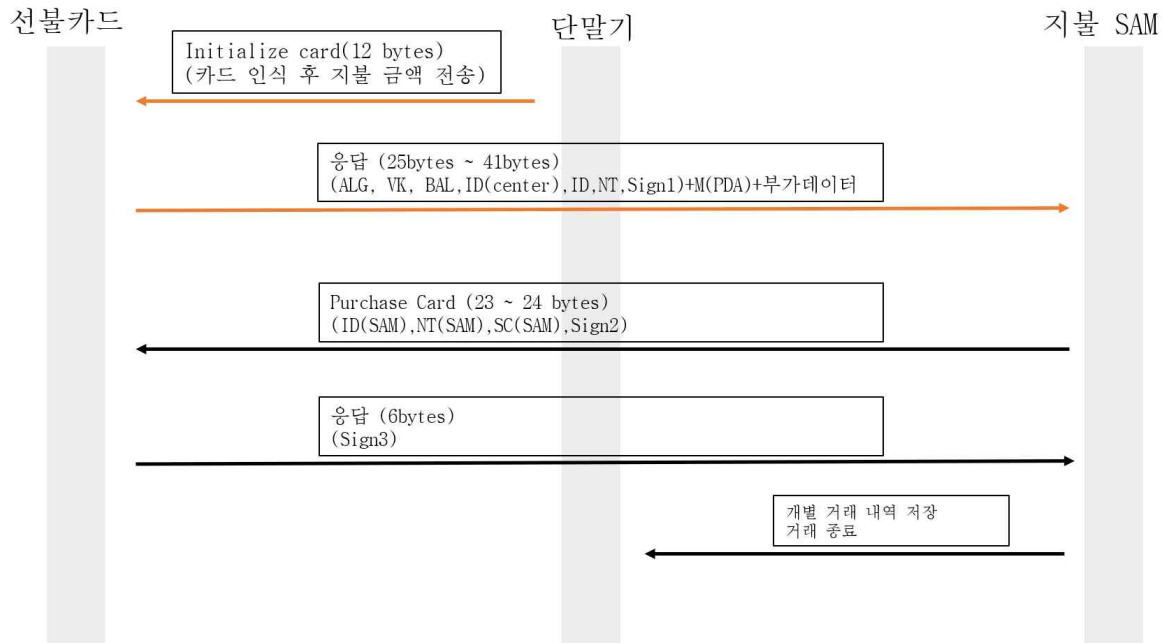 선불카드
단말기
지불 SAM
Initialize card(12 bytes)
(카드 인식 후 지불 금액 전송)
응답 (25bytes ~ 41bytes)
(ALG, VK, BAL,ID(center),ID,NT,Sign1)+M(PDA)+부가데이터
Purchase Card (23 ~ 24 bytes)
(ID(SAM),NT(SAM),SC(SAM),Sign2)
응답 (6bytes)
(Sign3)
개별 거래 내역 저장
거래 종료